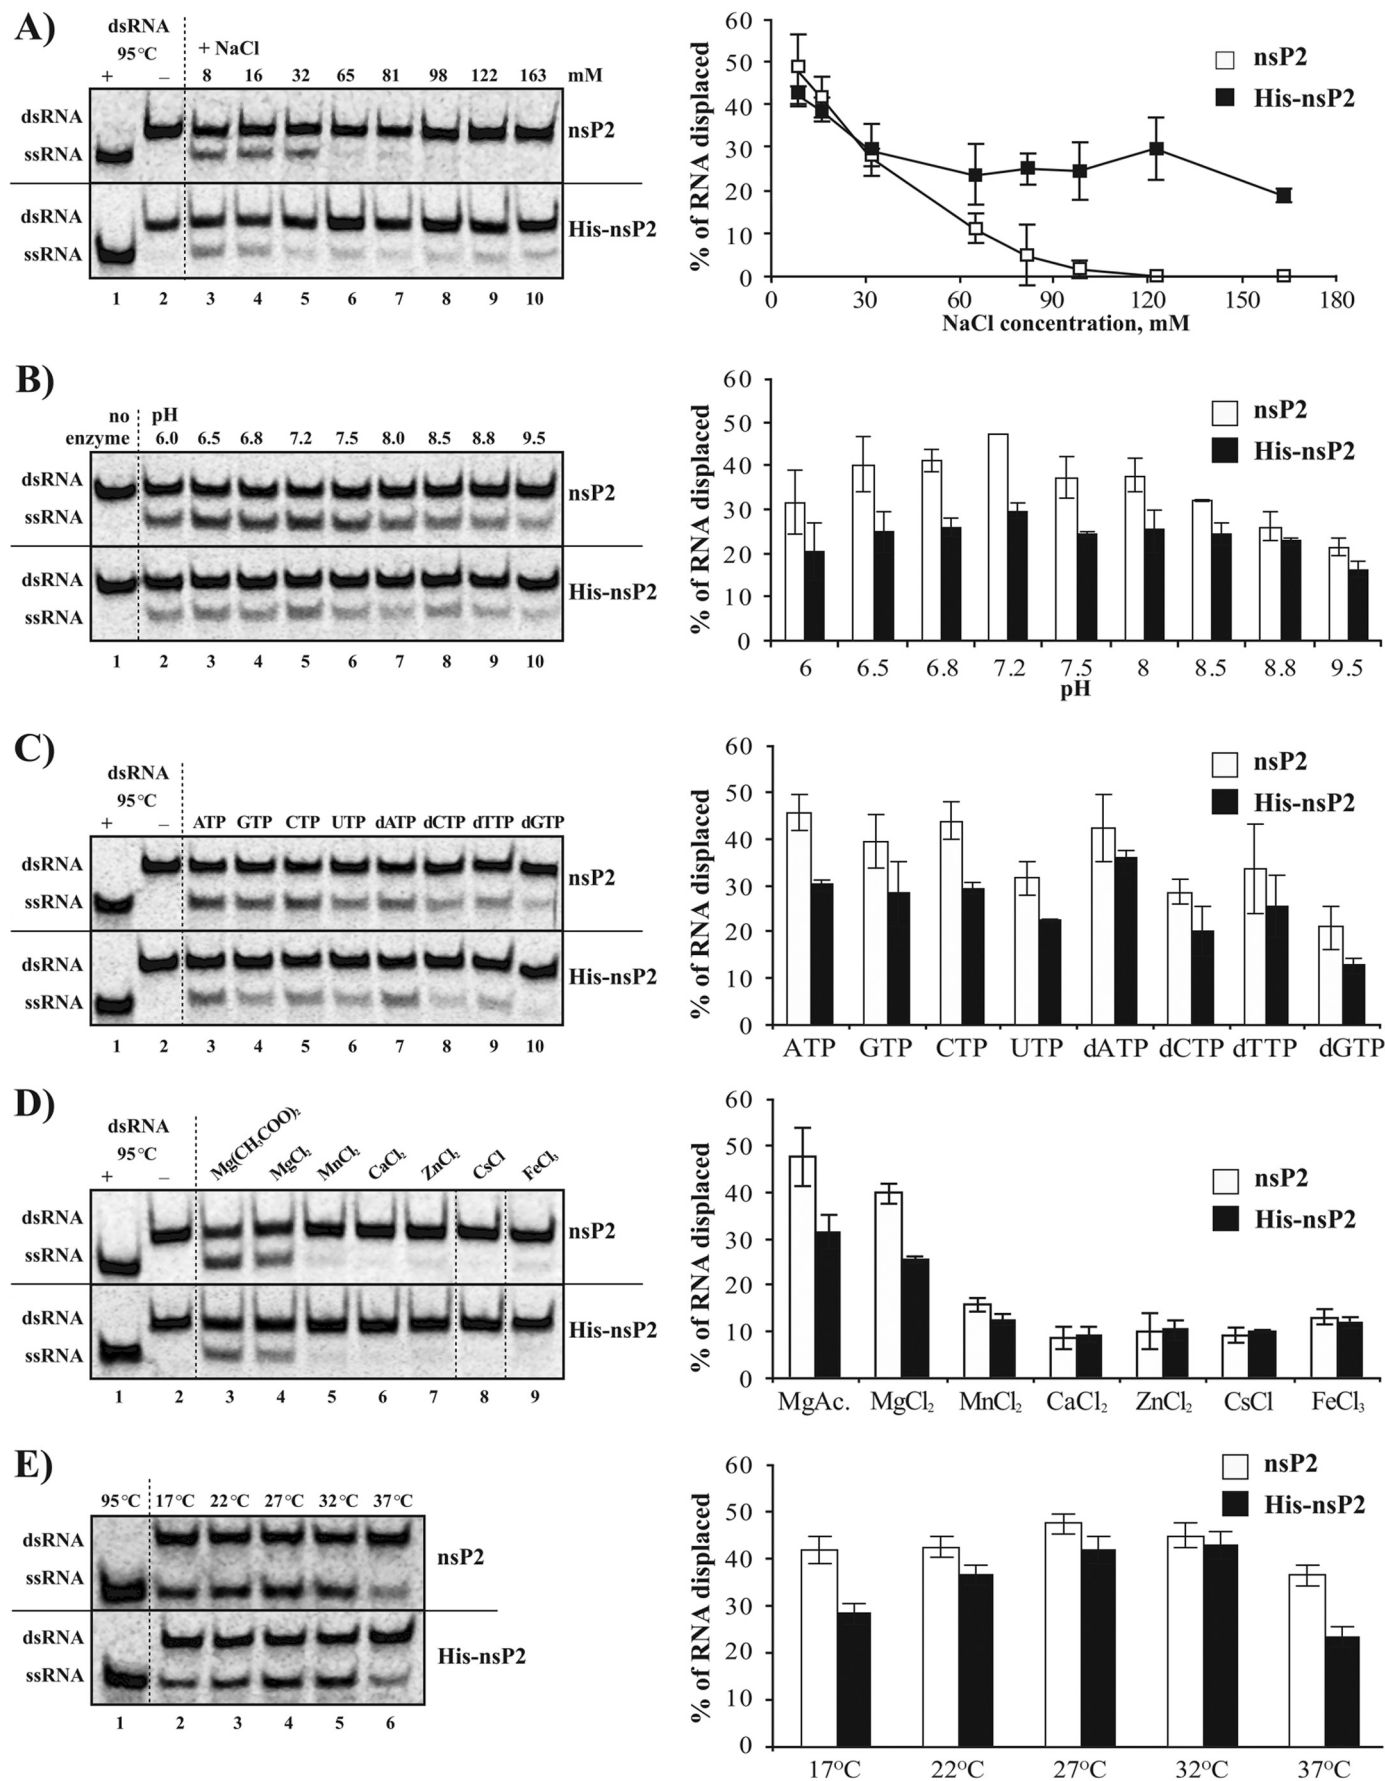 A)
dsRNA
95°C
+ –
+ NaCl
8 16 32 65 81 98 122 163 mM
dsRNA
ssRNA
nsP2
dsRNA
ssRNA
His-nsP2
1 2 3 4 5 6 7 8 9 10
% of RNA displaced
60
50
40
30
20
10
0
0 30 60 90 120 150 180
NaCl concentration, mM
nsP2
His-nsP2
B)
no
enzyme
pH
6.0 6.5 6.8 7.2 7.5 8.0 8.5 8.8 9.5
dsRNA
ssRNA
nsP2
dsRNA
ssRNA
His-nsP2
1 2 3 4 5 6 7 8 9 10
% of RNA displaced
60
50
40
30
20
10
0
6 6.5 6.8 7.2 7.5 8 8.5 8.8 9.5
pH
nsP2
His-nsP2
C)
dsRNA
95°C
+ –
ATP GTP CTP UTP dATP dCTP dTTP dGTP
dsRNA
ssRNA
nsP2
dsRNA
ssRNA
His-nsP2
1 2 3 4 5 6 7 8 9 10
% of RNA displaced
60
50
40
30
20
10
0
ATP GTP CTP UTP dATP dCTP dTTP dGTP
nsP2
His-nsP2
D)
dsRNA
95°C
+ –
Mg(CH₃COO)₂ MgCl₂ MnCl₂ CaCl₂ ZnCl₂ CsCl FeCl₃
dsRNA
ssRNA
nsP2
dsRNA
ssRNA
His-nsP2
1 2 3 4 5 6 7 8 9
% of RNA displaced
60
50
40
30
20
10
0
MgAc. MgCl₂ MnCl₂ CaCl₂ ZnCl₂ CsCl FeCl₃
nsP2
His-nsP2
E)
95°C 17°C 22°C 27°C 32°C 37°C
dsRNA
ssRNA
nsP2
dsRNA
ssRNA
His-nsP2
1 2 3 4 5 6
% of RNA displaced
60
50
40
30
20
10
0
17°C 22°C 27°C 32°C 37°C
nsP2
His-nsP2